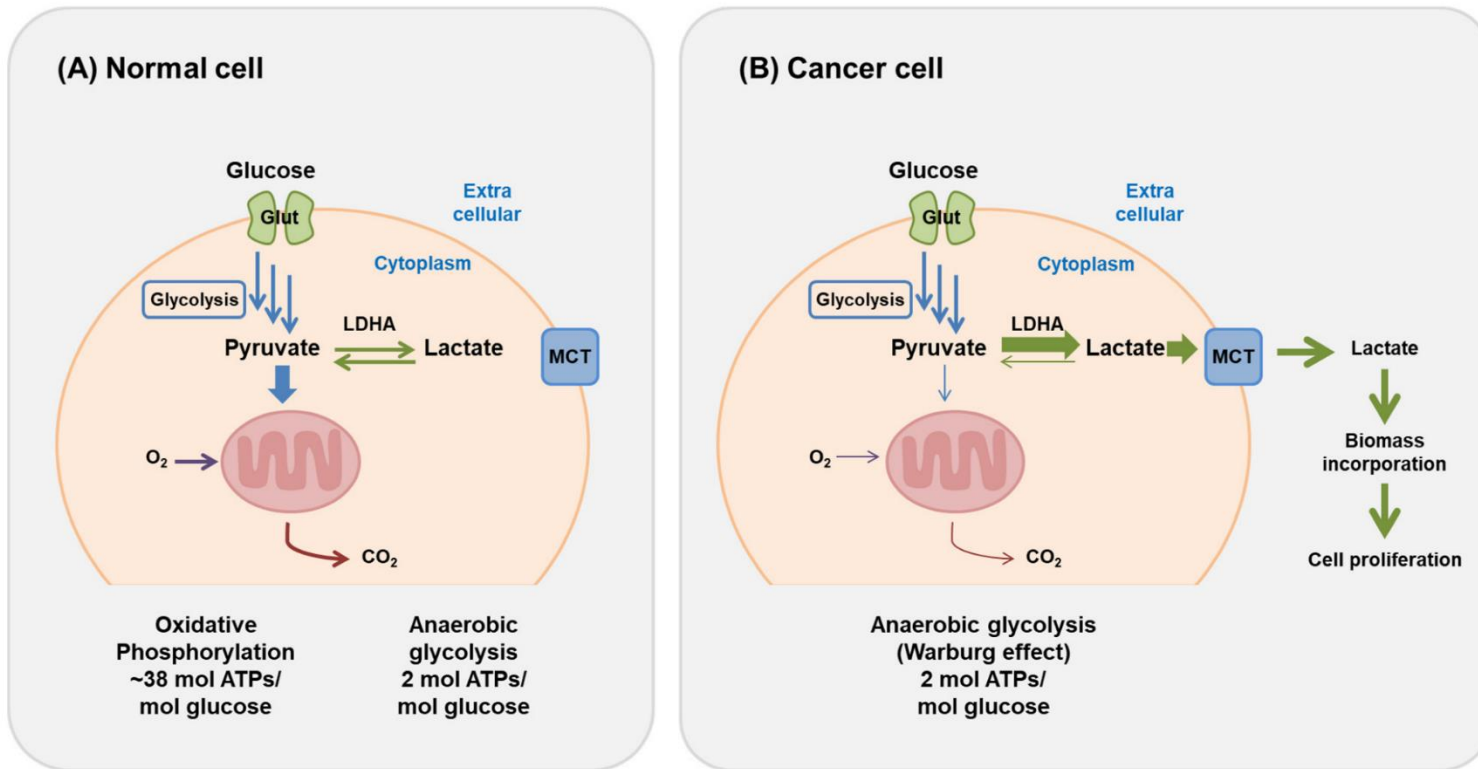 (A) Normal cell
Glucose
Glut
Extra
cellular
Cytoplasm
Glycolysis
LDHA
Pyruvate
Lactate
MCT
O₂
CO₂
Oxidative
Phosphorylation
~38 mol ATPs/
mol glucose
Anaerobic
glycolysis
2 mol ATPs/
mol glucose
(B) Cancer cell
Glucose
Glut
Extra
cellular
Cytoplasm
Glycolysis
LDHA
Pyruvate
Lactate
MCT
Lactate
Biomass
incorporation
O₂
CO₂
Cell proliferation
Anaerobic glycolysis
(Warburg effect)
2 mol ATPs/
mol glucose